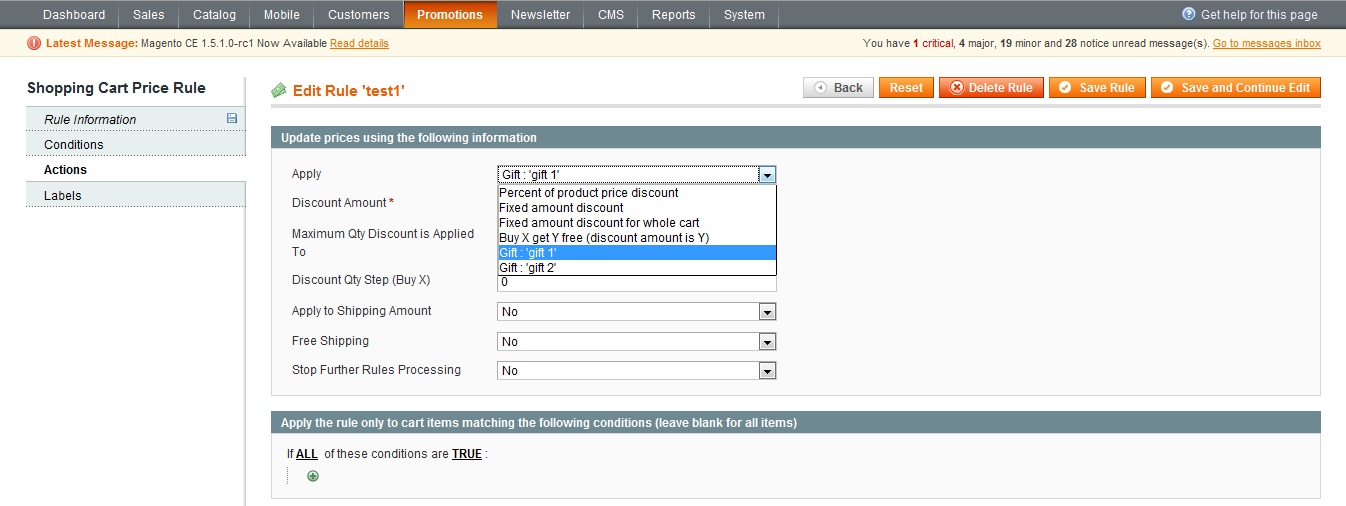 Dashboard Sales Catalog Mobile Customers Promotions Newsletter CMS Reports System Get help for this page
Latest Message: Magento CE 1.5.1.0-rc1 Now Available Read details You have 1 critical, 4 major, 19 minor and 28 notice unread message(s). Go to messages inbox
Shopping Cart Price Rule
Rule Information
Conditions
Actions
Labels
Edit Rule 'test1' Back Reset Delete Rule Save Rule Save and Continue Edit
Update prices using the following information
Apply Gift : 'gift 1'
Percent of product price discount
Discount Amount * Fixed amount discount
Fixed amount discount for whole cart
Maximum Qty Discount is Applied Buy X get Y free (discount amount is Y)
To Gift : 'gift 1'
Gift : 'gift 2'
Discount Qty Step (Buy X) 0
Apply to Shipping Amount No
Free Shipping No
Stop Further Rules Processing No
Apply the rule only to cart items matching the following conditions (leave blank for all items)
If ALL of these conditions are TRUE :